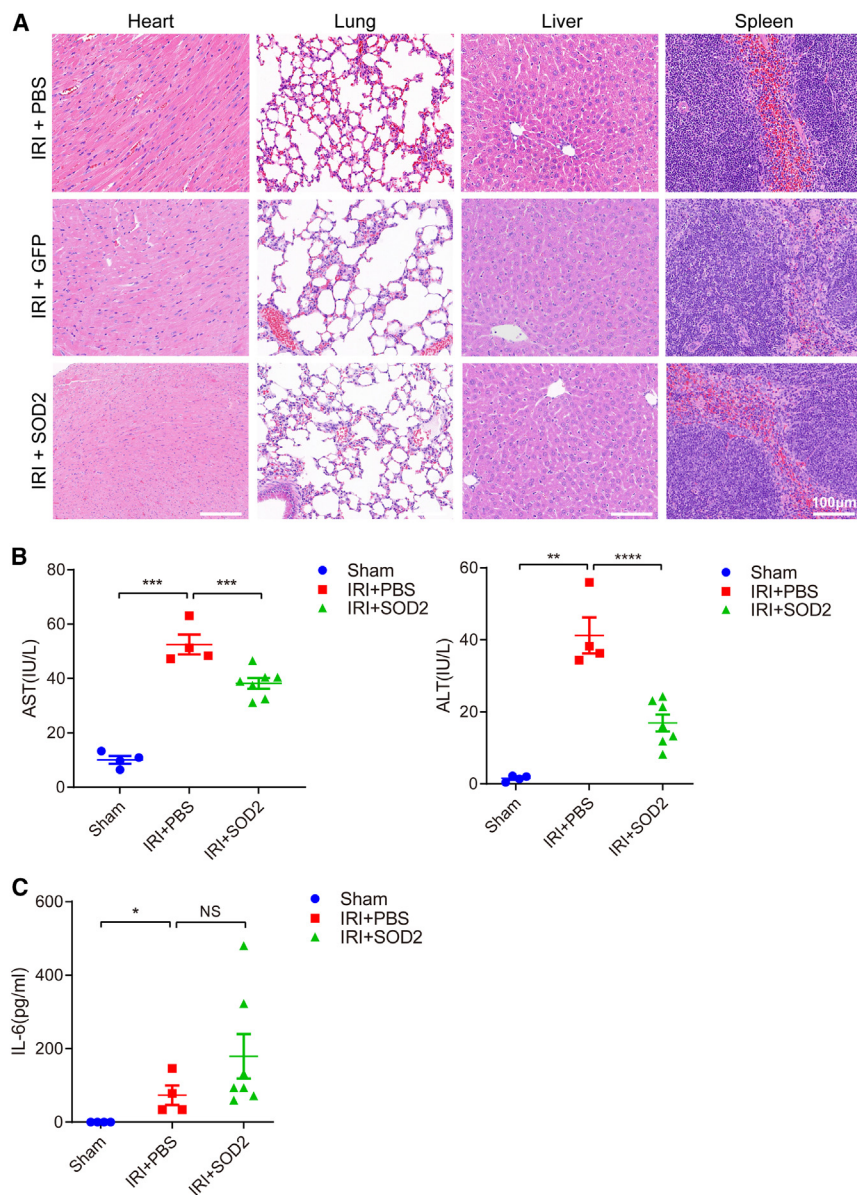 A
Heart Lung Liver Spleen
IRI + PBS
IRI + GFP
IRI + SOD2
100μm
B
AST(IU/L)
80
60
40
20
0
*** ***
Sham
IRI+PBS
IRI+SOD2
Sham
IRI+PBS
IRI+SOD2
ALT(IU/L)
60
40
20
0
** ****
Sham
IRI+PBS
IRI+SOD2
Sham
IRI+PBS
IRI+SOD2
C
IL-6(pg/ml)
600
400
200
0
* NS
Sham
IRI+PBS
IRI+SOD2
Sham
IRI+PBS
IRI+SOD2